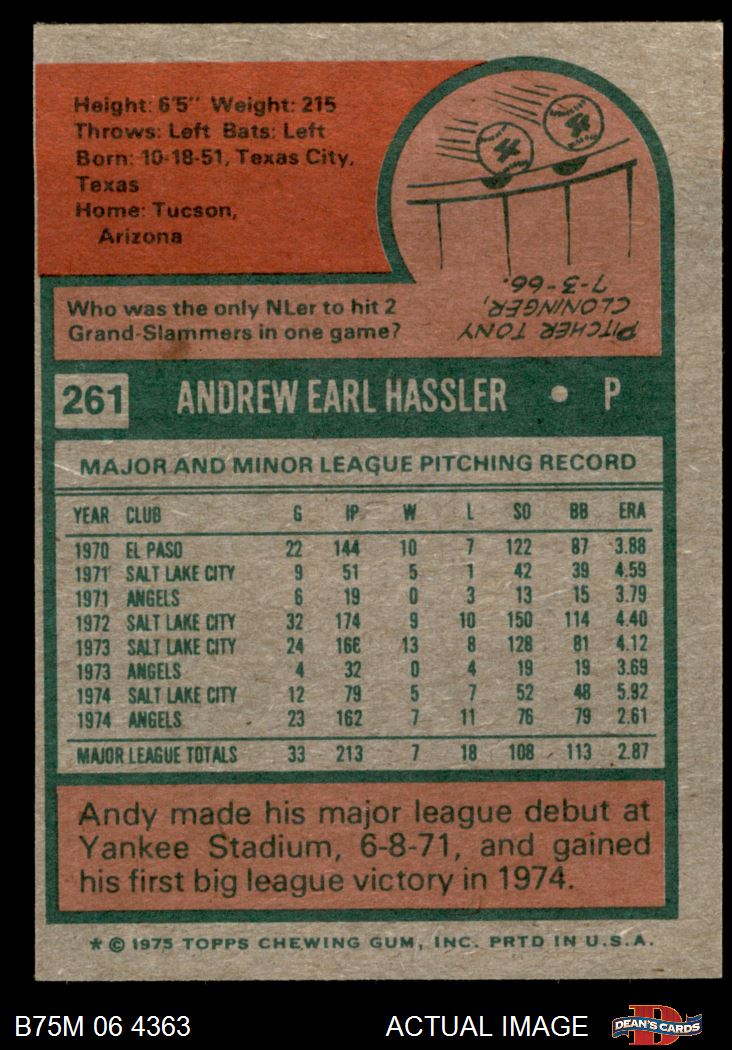 Height: 6'5" Weight: 215
Throws: Left Bats: Left
Born: 10-18-51, Texas City,
Texas
Home: Tucson,
Arizona
Who was the only NLer to hit 2
Grand-Slammers in one game?
PITCHER TONY
CLONINGER,
7-3-66.
261 ANDREW EARL HASSLER • P
MAJOR AND MINOR LEAGUE PITCHING RECORD
YEAR CLUB G IP W L SO BB ERA
1970 EL PASO 22 144 10 7 122 87 3.88
1971 SALT LAKE CITY 9 51 5 1 42 39 4.59
1971 ANGELS 6 19 0 3 13 15 3.79
1972 SALT LAKE CITY 32 174 9 10 150 114 4.40
1973 SALT LAKE CITY 24 166 13 8 128 81 4.12
1973 ANGELS 4 32 0 4 19 19 3.69
1974 SALT LAKE CITY 12 79 5 7 52 48 5.92
1974 ANGELS 23 162 7 11 76 79 2.61
MAJOR LEAGUE TOTALS 33 213 7 18 108 113 2.87
Andy made his major league debut at
Yankee Stadium, 6-8-71, and gained
his first big league victory in 1974.
* © 1975 TOPPS CHEWING GUM, INC. PRTD IN U.S.A.
B75M 06 4363 ACTUAL IMAGE D DEAN'S CARDS